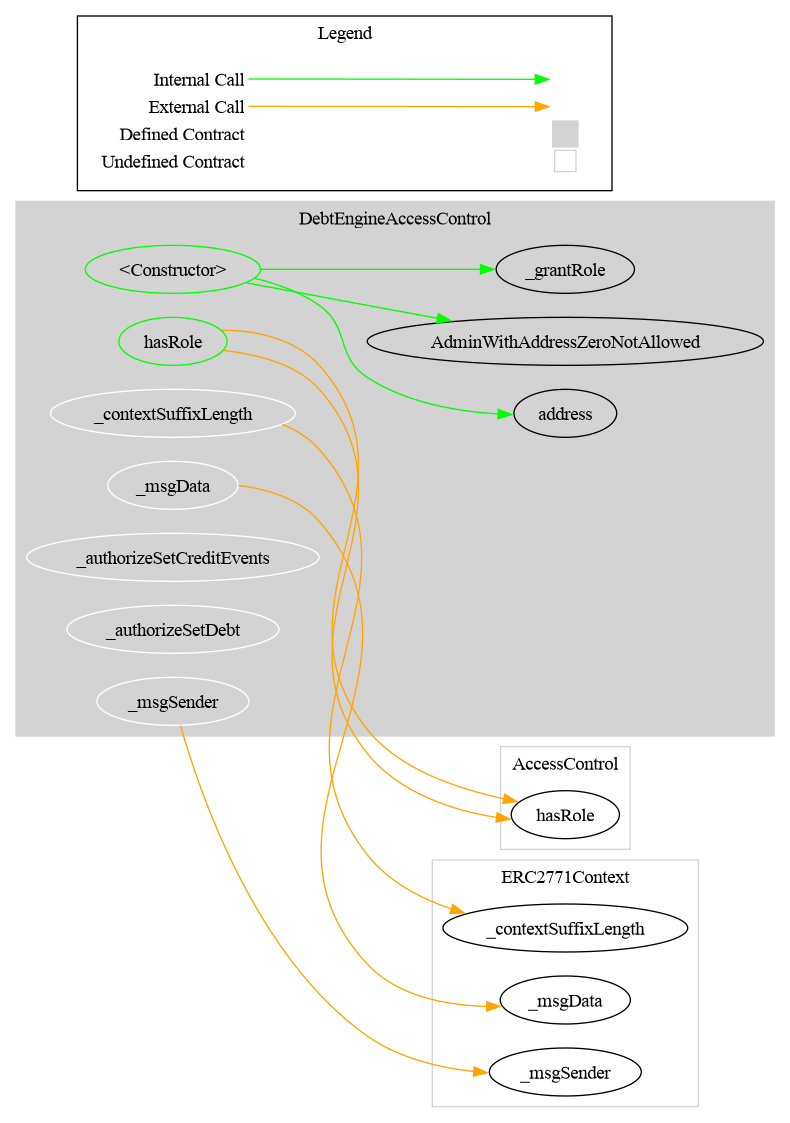 Legend
Internal Call
External Call
Defined Contract
Undefined Contract
DebtEngineAccessControl
<Constructor>
_grantRole
hasRole
AdminWithAddressZeroNotAllowed
_contextSuffixLength
address
_msgData
_authorizeSetCreditEvents
_authorizeSetDebt
_msgSender
AccessControl
hasRole
ERC2771Context
_contextSuffixLength
_msgData
_msgSender